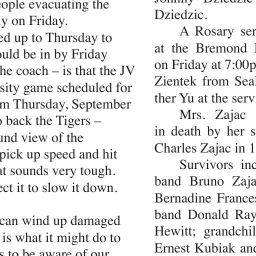 people evacuating the
y on Friday.
ed up to Thursday to
ould be in by Friday
he coach – is that the JV
sity game scheduled for
m Thursday, September
o back the Tigers –
und view of the
pick up speed and hit
at sounds very tough.
ect it to slow it down.
can wind up damaged
is what it might do to
s to be aware of our
Johnny Dziedzic
Dziedzic.
A Rosary ser
at the Bremond
on Friday at 7:00p
Zientek from Sea
ther Yu at the serv
Mrs. Zajac
in death by her s
Charles Zajac in 1
Survivors inc
band Bruno Zaja
Bernadine France
band Donald Ray
Hewitt; grandchil
Ernest Kubiak and